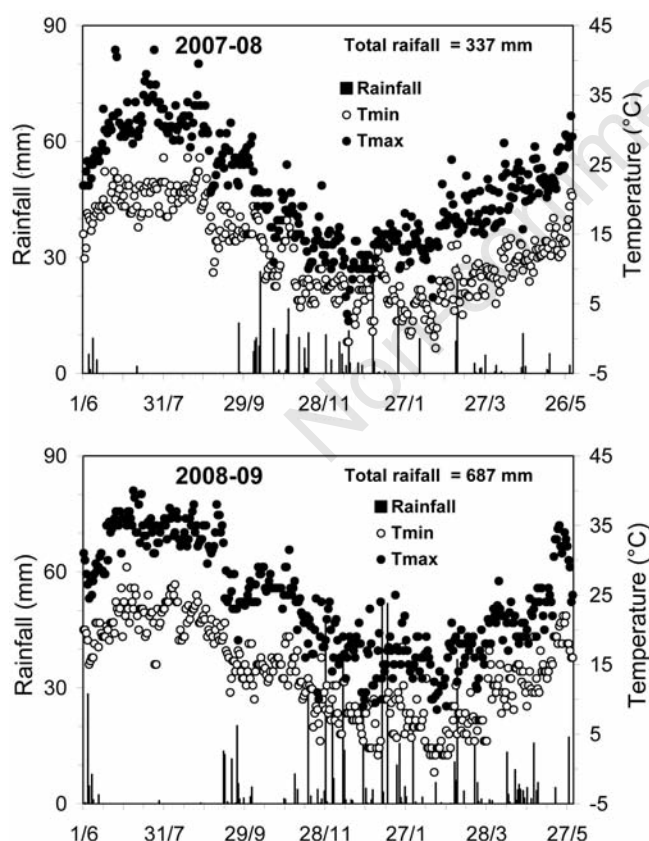 90
45
2007-08
Total raifall = 337 mm
35
Rainfall
60
Tmin
25
Tmax
Rainfall (mm)
Temperature (°C)
15
30
5
0
-5
1/6 31/7 29/9 28/11 27/1 27/3 26/5
90
45
2008-09
Total raifall = 687 mm
35
Rainfall
60
Tmin
25
Tmax
Rainfall (mm)
Temperature (°C)
15
30
5
0
-5
1/6 31/7 29/9 28/11 27/1 28/3 27/5